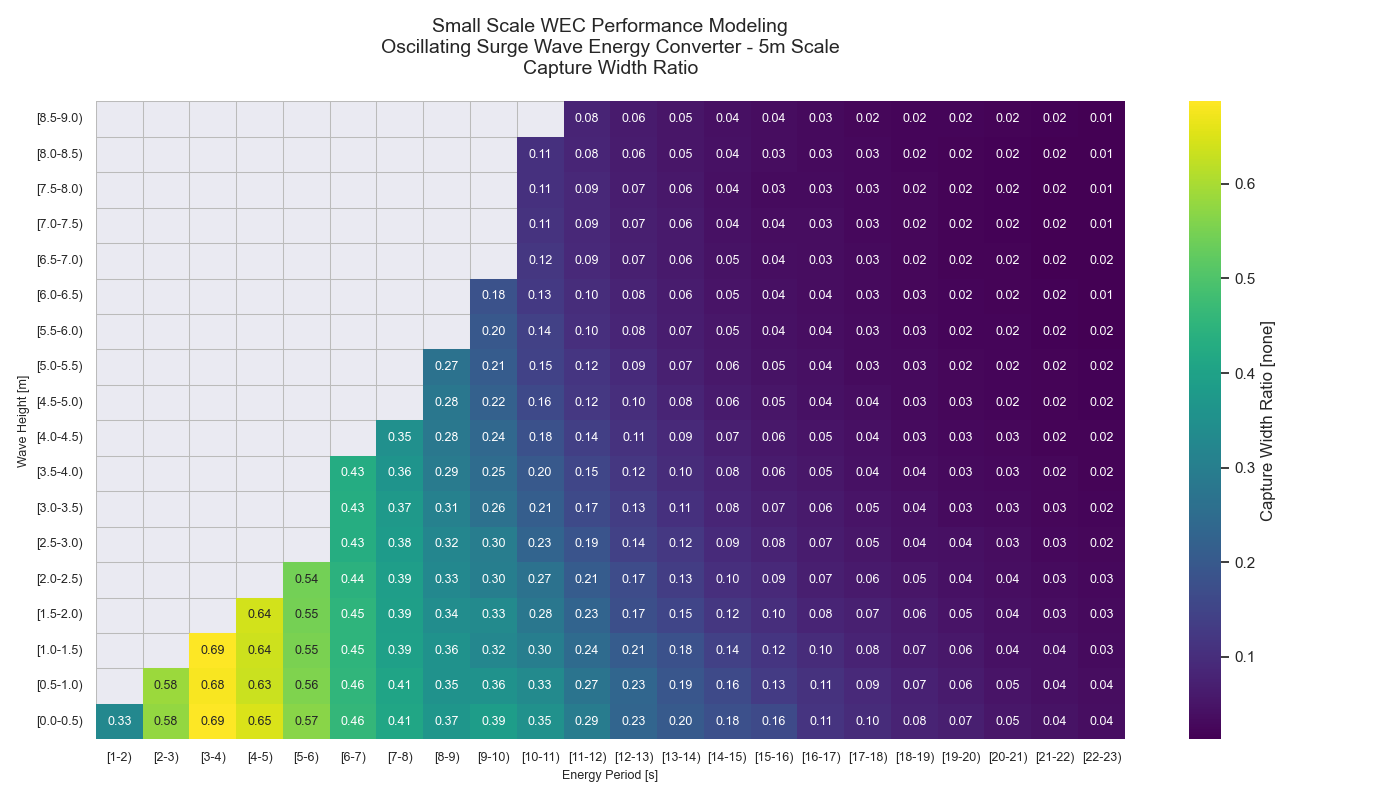 Small Scale WEC Performance Modeling
Oscillating Surge Wave Energy Converter - 5m Scale
Capture Width Ratio
[8.5-9.0) 0.08 0.06 0.05 0.04 0.04 0.03 0.02 0.02 0.02 0.02 0.01
[8.0-8.5) 0.11 0.08 0.06 0.05 0.04 0.03 0.03 0.03 0.02 0.02 0.02 0.01
[7.5-8.0) 0.11 0.09 0.07 0.06 0.04 0.03 0.03 0.03 0.02 0.02 0.02 0.01
[7.0-7.5) 0.11 0.09 0.07 0.06 0.04 0.04 0.03 0.03 0.02 0.02 0.02 0.01
[6.5-7.0) 0.12 0.09 0.07 0.06 0.05 0.04 0.03 0.03 0.02 0.02 0.02 0.02
[6.0-6.5) 0.18 0.13 0.10 0.08 0.06 0.05 0.04 0.04 0.03 0.03 0.02 0.02 0.01
[5.5-6.0) 0.20 0.14 0.10 0.08 0.07 0.05 0.04 0.04 0.03 0.03 0.02 0.02 0.02
[5.0-5.5) 0.27 0.21 0.15 0.12 0.09 0.07 0.06 0.05 0.04 0.03 0.03 0.02 0.02 0.02
[4.5-5.0) 0.28 0.22 0.16 0.12 0.10 0.08 0.06 0.05 0.04 0.04 0.03 0.03 0.02 0.02 0.02
[4.0-4.5) 0.35 0.28 0.24 0.18 0.14 0.11 0.09 0.07 0.06 0.05 0.04 0.03 0.03 0.02 0.02
[3.5-4.0) 0.43 0.36 0.29 0.25 0.20 0.15 0.12 0.10 0.08 0.06 0.05 0.04 0.04 0.03 0.03 0.02 0.02
[3.0-3.5) 0.43 0.37 0.31 0.26 0.21 0.17 0.13 0.11 0.08 0.07 0.06 0.05 0.04 0.03 0.03 0.03 0.02
[2.5-3.0) 0.43 0.38 0.32 0.30 0.23 0.19 0.14 0.12 0.09 0.08 0.07 0.05 0.04 0.04 0.03 0.03 0.02
[2.0-2.5) 0.54 0.44 0.39 0.33 0.30 0.27 0.21 0.17 0.13 0.10 0.09 0.07 0.06 0.05 0.04 0.04 0.03 0.03
[1.5-2.0) 0.64 0.55 0.45 0.39 0.34 0.33 0.28 0.23 0.17 0.15 0.12 0.10 0.08 0.07 0.06 0.05 0.04 0.03 0.03
[1.0-1.5) 0.69 0.64 0.55 0.45 0.39 0.36 0.32 0.30 0.24 0.21 0.18 0.14 0.12 0.10 0.08 0.07 0.06 0.04 0.04 0.03
[0.5-1.0) 0.58 0.68 0.63 0.56 0.46 0.41 0.35 0.36 0.33 0.27 0.23 0.19 0.16 0.13 0.11 0.09 0.07 0.06 0.05 0.04 0.04
[0.0-0.5) 0.33 0.58 0.69 0.65 0.57 0.46 0.41 0.37 0.39 0.35 0.29 0.23 0.20 0.18 0.16 0.11 0.10 0.08 0.07 0.05 0.04 0.04
[1-2) [2-3) [3-4) [4-5) [5-6) [6-7) [7-8) [8-9) [9-10) [10-11) [11-12) [12-13) [13-14) [14-15) [15-16) [16-17) [17-18) [18-19) [19-20) [20-21) [21-22) [22-23)
Energy Period [s]
Wave Height [m]
0.6
0.5
0.4
0.3
0.2
0.1
Capture Width Ratio [none]